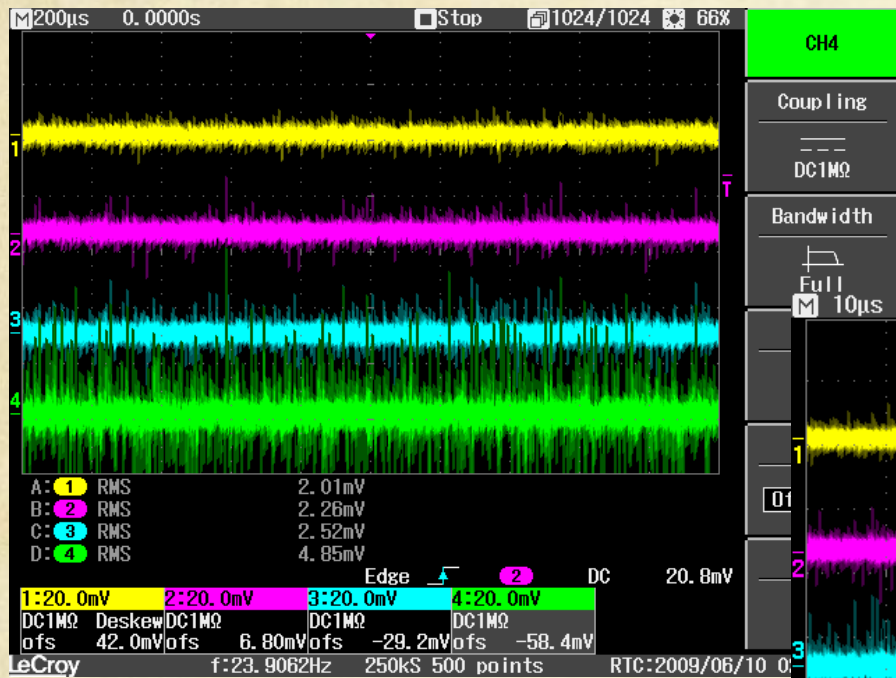 M 200µs 0.0000s Stop 1024/1024 66%
CH4
Coupling
DC1MΩ
Bandwidth
Full
M 10µs
1
2
3
4
T
1
2
3
A: 1 RMS 2.01mV
B: 2 RMS 2.26mV
C: 3 RMS 2.52mV
D: 4 RMS 4.85mV
Edge 2 DC 20.8mV
1:20.0mV 2:20.0mV 3:20.0mV 4:20.0mV
DC1MΩ Deskew DC1MΩ DC1MΩ DC1MΩ
ofs 42.0mV ofs 6.80mV ofs -29.2mV ofs -58.4mV
LeCroy f:23.9062Hz 250kS 500 points RTC:2009/06/10